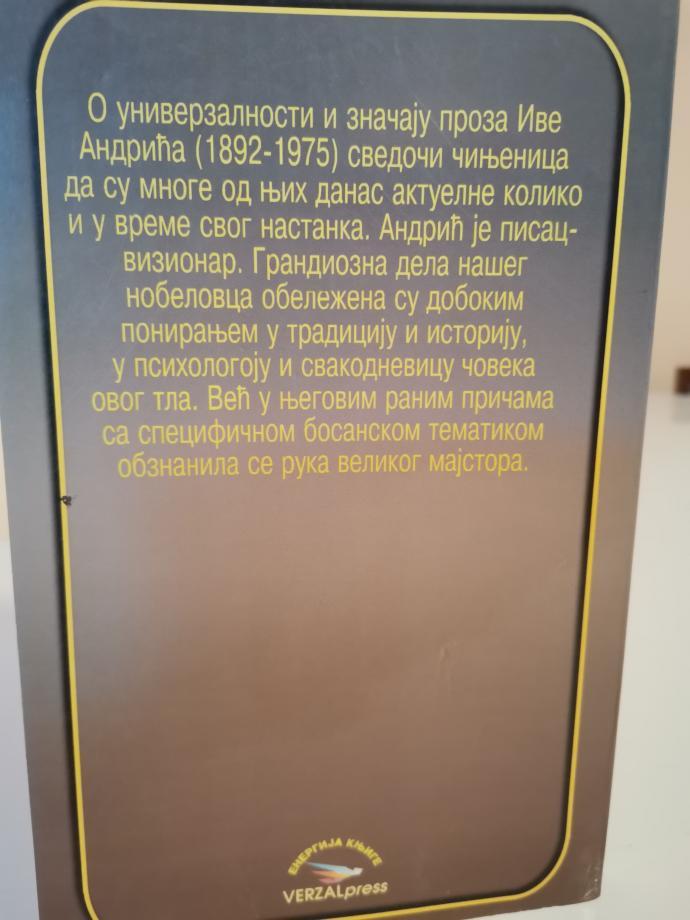 О универзалности и значају проза Иве
Андрића (1892-1975) сведочи чињеница
да су многе од њих данас актуелне колико
и у време свог настанка. Андрић је писац-
визионар. Грандиозна дела нашег
нобеловца обележена су добоким
понирањем у традицију и историју,
у психологоју и свакодневицу човека
овог тла. Већ у његовим раним причама
са специфичном босанском тематиком
обзнанила се рука великог мајстора.
ЕНЕРГИЈА КЊИГЕ
VERZALpress